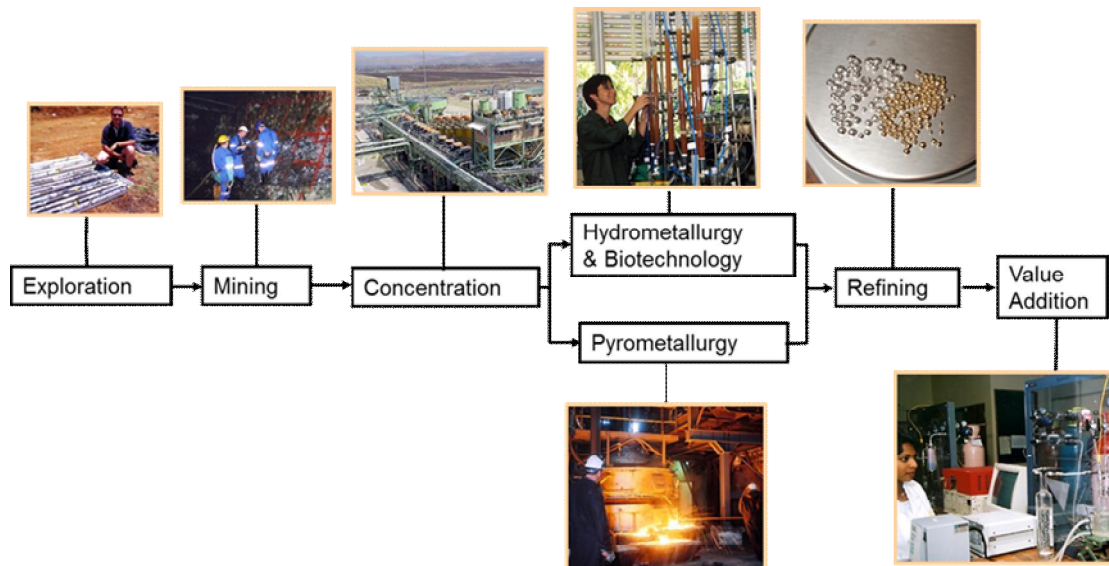 Exploration
Mining
Concentration
Hydrometallurgy
& Biotechnology
Pyrometallurgy
Refining
Value
Addition